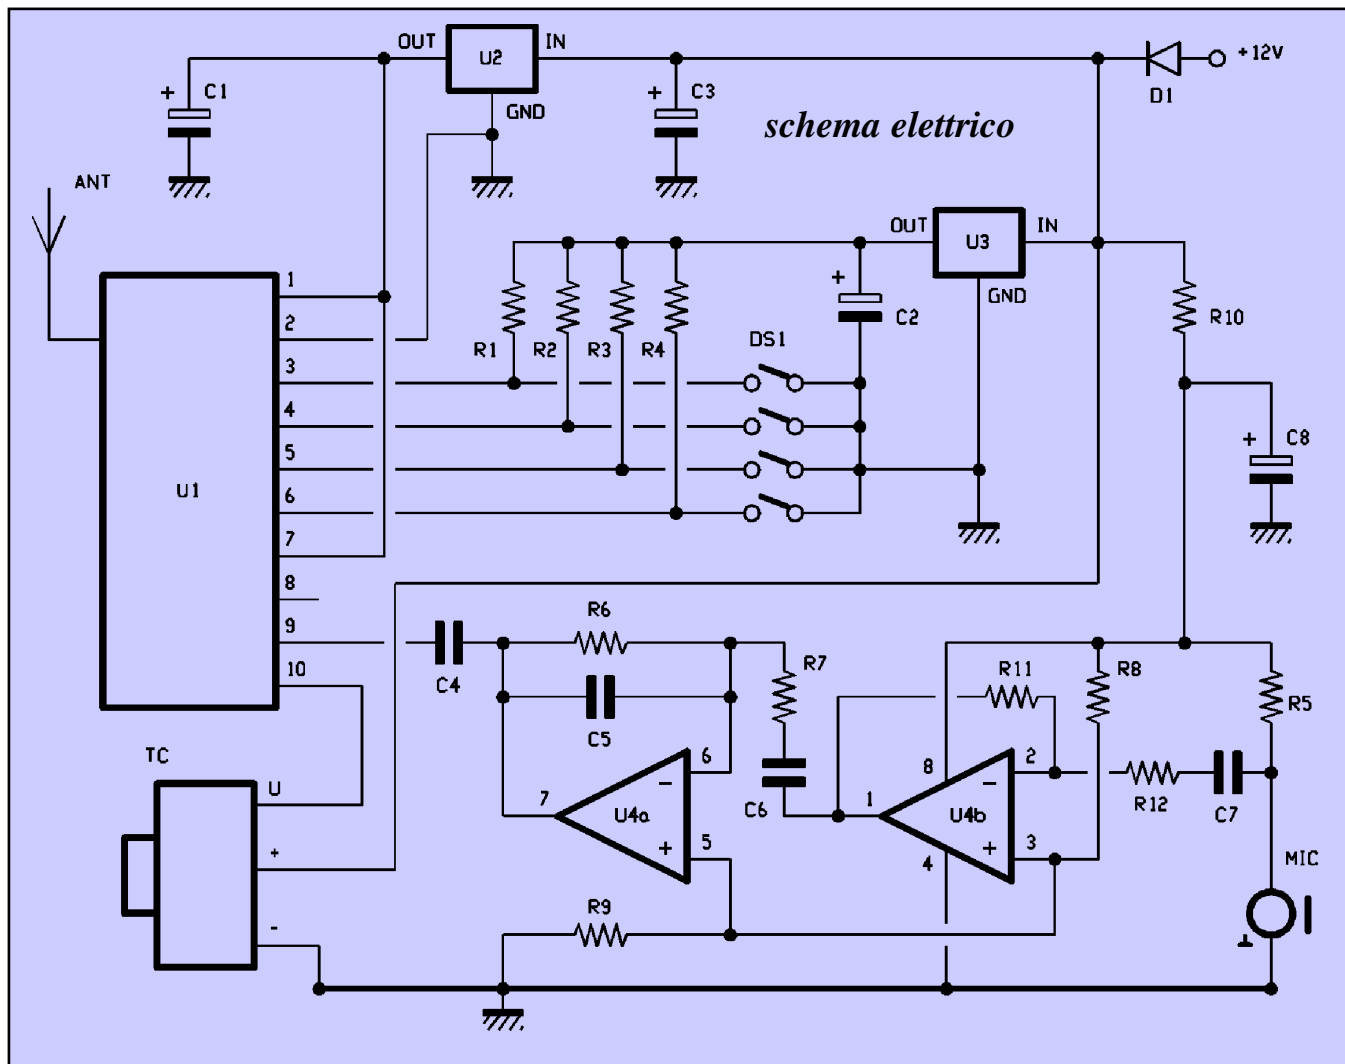 OUT
U2
IN
+12V
+
C1
+
C3
D1
GND
schema elettrico
ANT
OUT
U3
IN
1
+
GND
2
C2
R10
R1
R2
R3
R4
DS1
3
4
+
C8
5
U1
6
7
8
R6
9
R7
R11
R8
10
C4
R5
C5
TC
6
8
2
-
-
U
7
C6
1
R12
C7
U4a
U4b
5
3
+
+
+
4
MIC
R9
-
+